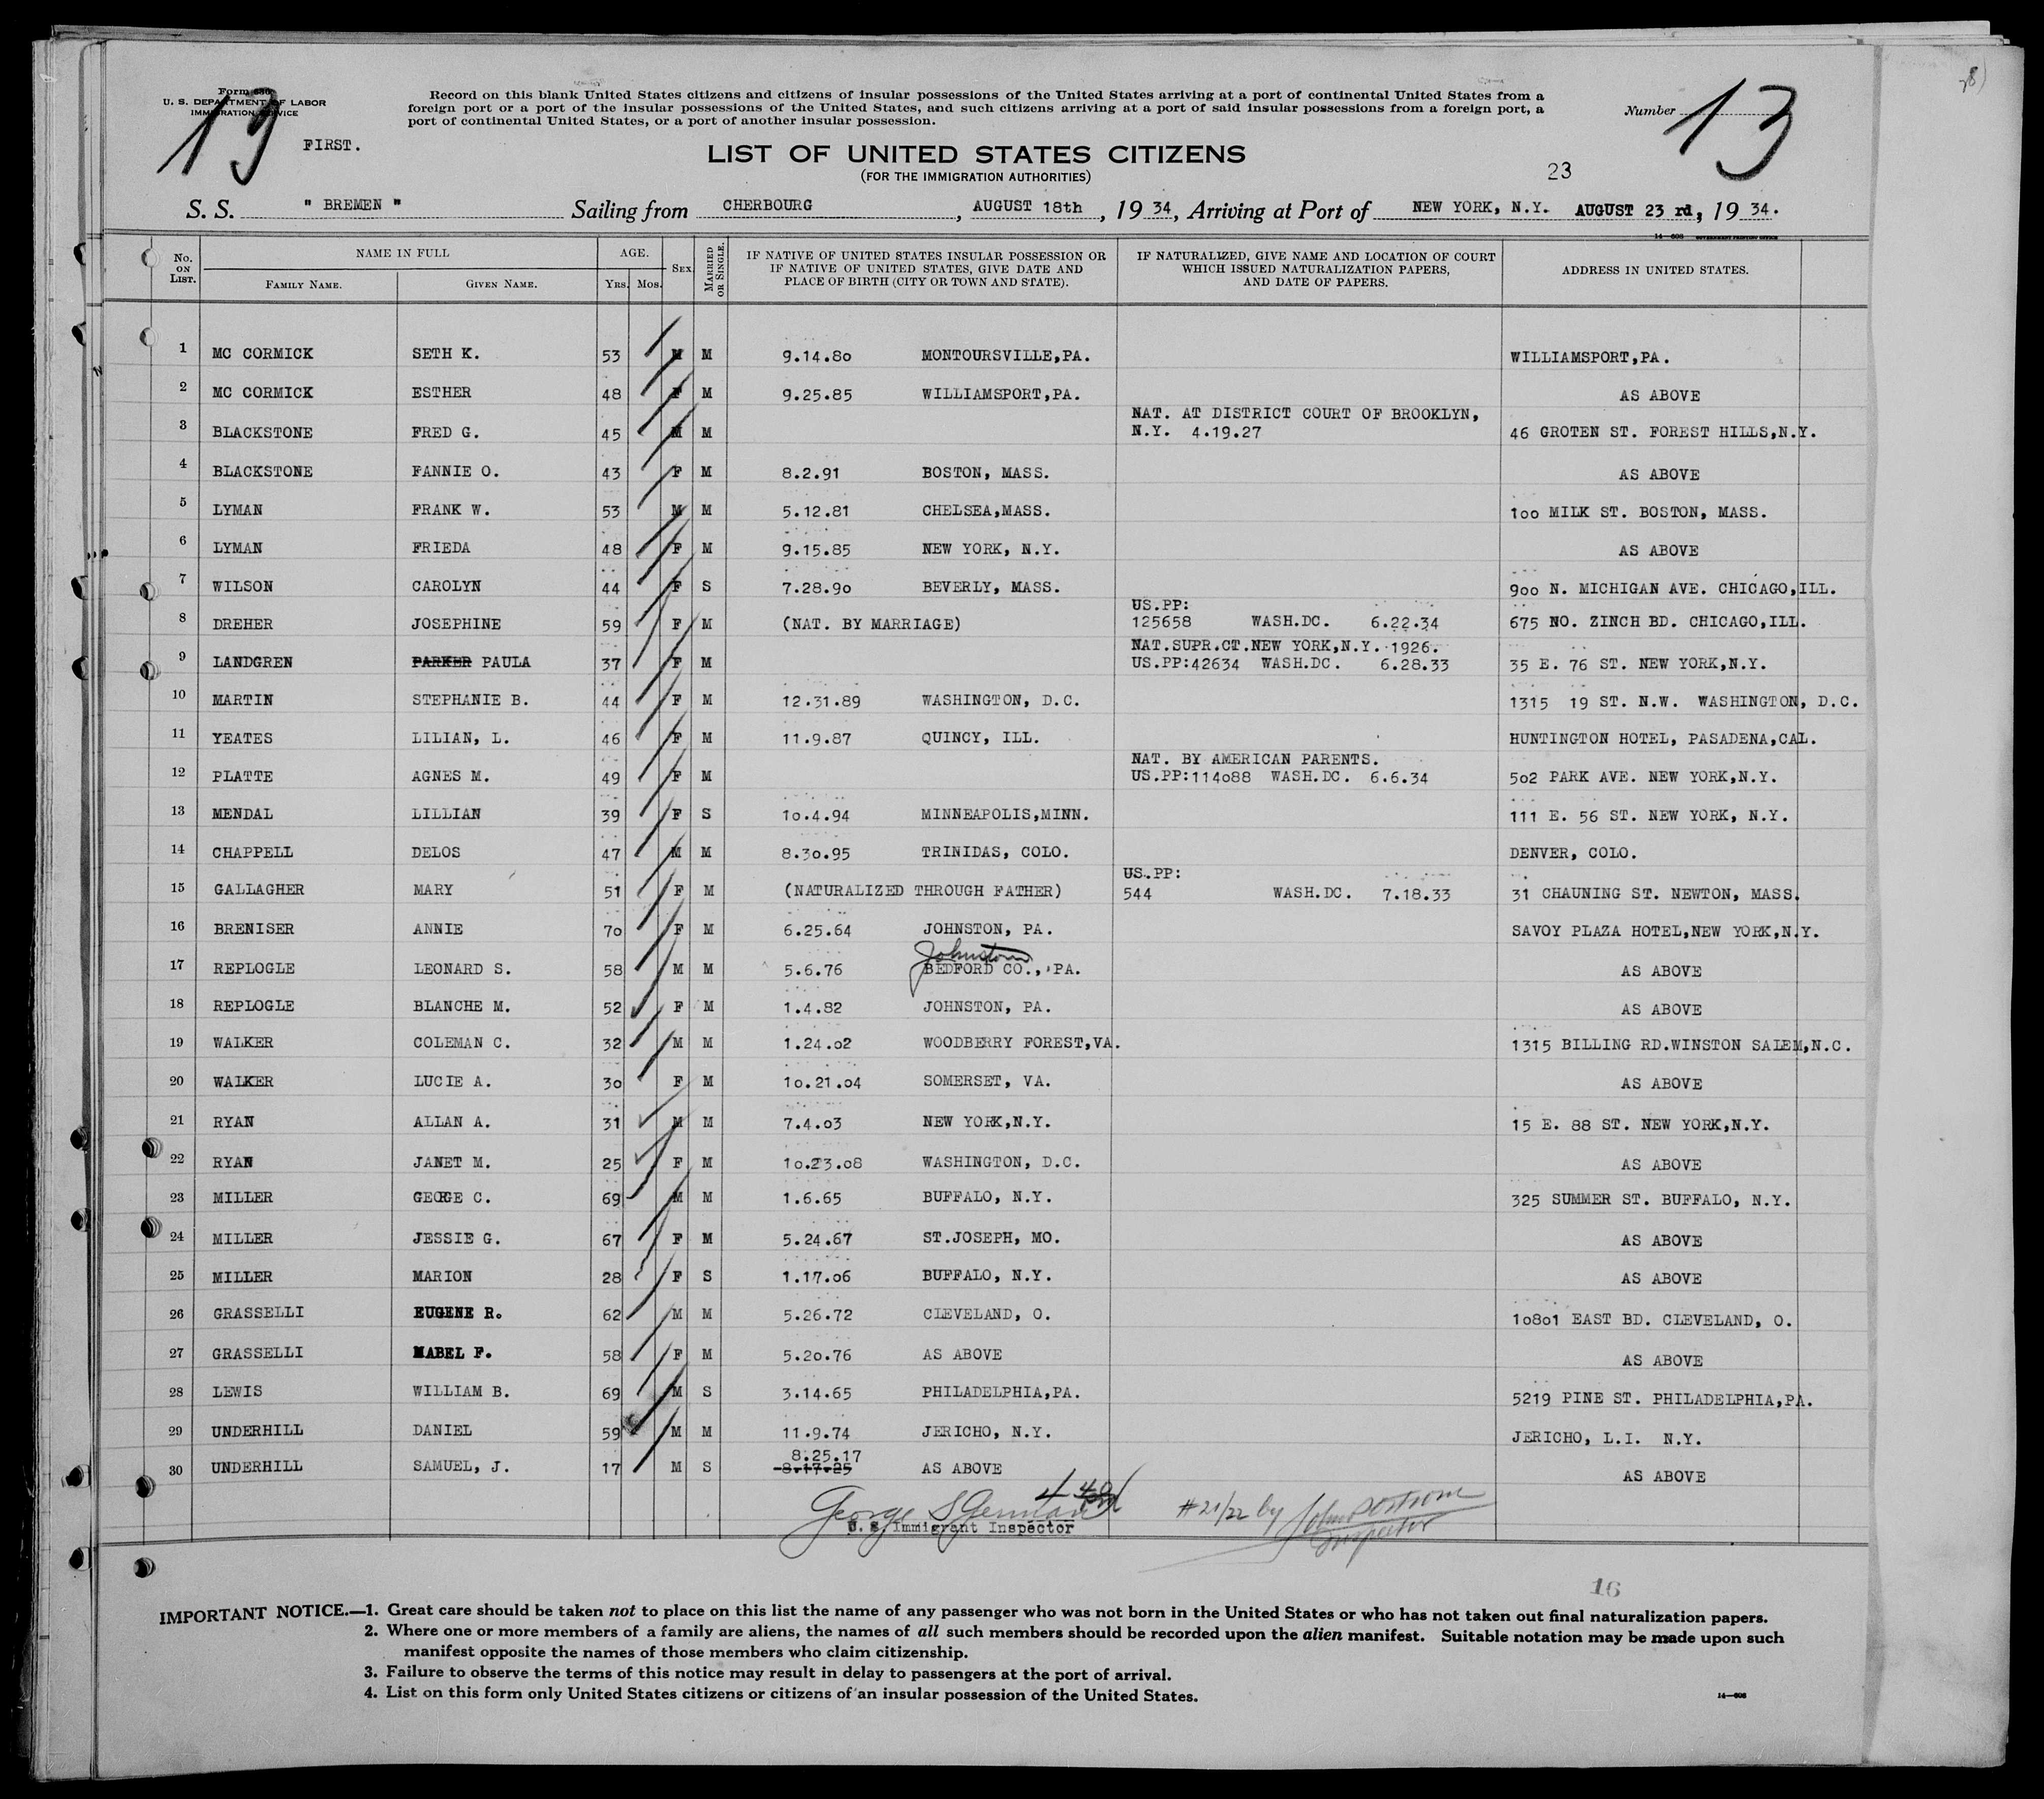 Form 630
U. S. DEPARTMENT OF LABOR
IMMIGRATION SERVICE
13
FIRST.
Record on this blank United States citizens and citizens of insular possessions of the United States arriving at a port of continental United States from a
foreign port or a port of the insular possessions of the United States, and such citizens arriving at a port of said insular possessions from a foreign port, a
port of continental United States, or a port of another insular possession.
Number 13
LIST OF UNITED STATES CITIZENS
(FOR THE IMMIGRATION AUTHORITIES)
23
S. S. " BREMEN " Sailing from CHERBOURG, AUGUST 18th, 19 34, Arriving at Port of NEW YORK, N.Y. AUGUST 23 rd, 19 34.
14—608 GOVERNMENT PRINTING OFFICE
No. ON LIST. NAME IN FULL FAMILY NAME. GIVEN NAME. AGE. YRS. MOS. SEX MARRIED OR SINGLE. IF NATIVE OF UNITED STATES INSULAR POSSESSION OR IF NATIVE OF UNITED STATES, GIVE DATE AND PLACE OF BIRTH (CITY OR TOWN AND STATE). IF NATURALIZED, GIVE NAME AND LOCATION OF COURT WHICH ISSUED NATURALIZATION PAPERS, AND DATE OF PAPERS. ADDRESS IN UNITED STATES.
1 MC CORMICK SETH K. 53 M M 9.14.80 MONTOURSVILLE,PA. WILLIAMSPORT,PA.
2 MC CORMICK ESTHER 48 F M 9.25.85 WILLIAMSPORT,PA. AS ABOVE
NAT. AT DISTRICT COURT OF BROOKLYN,
3 BLACKSTONE FRED G. 45 M M N.Y. 4.19.27 46 GROTEN ST. FOREST HILLS,N.Y.
4 BLACKSTONE FANNIE O. 43 F M 8.2.91 BOSTON, MASS. AS ABOVE
5 LYMAN FRANK W. 53 M M 5.12.81 CHELSEA,MASS. 100 MILK ST. BOSTON, MASS.
6 LYMAN FRIEDA 48 F M 9.15.85 NEW YORK, N.Y. AS ABOVE
7 WILSON CAROLYN 44 F S 7.28.90 BEVERLY, MASS. 900 N. MICHIGAN AVE. CHICAGO,ILL.
US.PP:
8 DREHER JOSEPHINE 59 F M (NAT. BY MARRIAGE) 125658 WASH.DC. 6.22.34 675 NO. ZINCH BD. CHICAGO,ILL.
NAT.SUPR.CT.NEW YORK,N.Y. 1926.
9 LANDGREN PARKER PAULA 37 F M US.PP:42634 WASH.DC. 6.28.33 35 E. 76 ST. NEW YORK,N.Y.
10 MARTIN STEPHANIE B. 44 F M 12.31.89 WASHINGTON, D.C. 1315 19 ST. N.W. WASHINGTON, D.C.
11 YEATES LILIAN, L. 46 F M 11.9.87 QUINCY, ILL. HUNTINGTON HOTEL, PASADENA,CAL.
NAT. BY AMERICAN PARENTS.
12 PLATTE AGNES M. 49 F M US.PP:114088 WASH.DC. 6.6.34 502 PARK AVE. NEW YORK,N.Y.
13 MENDAL LILLIAN 39 F S 10.4.94 MINNEAPOLIS,MINN. 111 E. 56 ST. NEW YORK, N.Y.
14 CHAPPELL DELOS 47 M M 8.30.95 TRINIDAS, COLO. DENVER, COLO.
US.PP:
15 GALLAGHER MARY 51 F M (NATURALIZED THROUGH FATHER) 544 WASH.DC. 7.18.33 31 CHAUNING ST. NEWTON, MASS.
16 BRENISER ANNIE 70 F M 6.25.64 JOHNSTON, PA. SAVOY PLAZA HOTEL,NEW YORK,N.Y.
Johnstown
17 REPLOGLE LEONARD S. 58 M M 5.6.76 BEDFORD CO., PA. AS ABOVE
18 REPLOGLE BLANCHE M. 52 F M 1.4.82 JOHNSTON, PA. AS ABOVE
19 WALKER COLEMAN C. 32 M M 1.24.02 WOODBERRY FOREST,VA. 1315 BILLING RD.WINSTON SALEM,N.C.
20 WALKER LUCIE A. 30 F M 10.21.04 SOMERSET, VA. AS ABOVE
21 RYAN ALLAN A. 31 M M 7.4.03 NEW YORK,N.Y. 15 E. 88 ST. NEW YORK,N.Y.
22 RYAN JANET M. 25 F M 10.23.08 WASHINGTON, D.C. AS ABOVE
23 MILLER GEORGE C. 69 M M 1.6.65 BUFFALO, N.Y. 325 SUMMER ST. BUFFALO, N.Y.
24 MILLER JESSIE G. 67 F M 5.24.67 ST.JOSEPH, MO. AS ABOVE
25 MILLER MARION 28 F S 1.17.06 BUFFALO, N.Y. AS ABOVE
26 GRASSELLI EUGENE R. 62 M M 5.26.72 CLEVELAND, O. 10801 EAST BD. CLEVELAND, O.
27 GRASSELLI MABEL F. 58 F M 5.20.76 AS ABOVE AS ABOVE
28 LEWIS WILLIAM B. 69 M S 3.14.65 PHILADELPHIA,PA. 5219 PINE ST. PHILADELPHIA,PA.
29 UNDERHILL DANIEL 59 M M 11.9.74 JERICHO, N.Y. JERICHO, L.I. N.Y.
8.25.17
30 UNDERHILL SAMUEL, J. 17 M S 8.17.25 AS ABOVE AS ABOVE
George S German
U. S. Immigrant Inspector
#21/22 by
Inspector
16
IMPORTANT NOTICE.—1. Great care should be taken not to place on this list the name of any passenger who was not born in the United States or who has not taken out final naturalization papers.
2. Where one or more members of a family are aliens, the names of all such members should be recorded upon the alien manifest. Suitable notation may be made upon such
manifest opposite the names of those members who claim citizenship.
3. Failure to observe the terms of this notice may result in delay to passengers at the port of arrival.
4. List on this form only United States citizens or citizens of an insular possession of the United States.
14—608